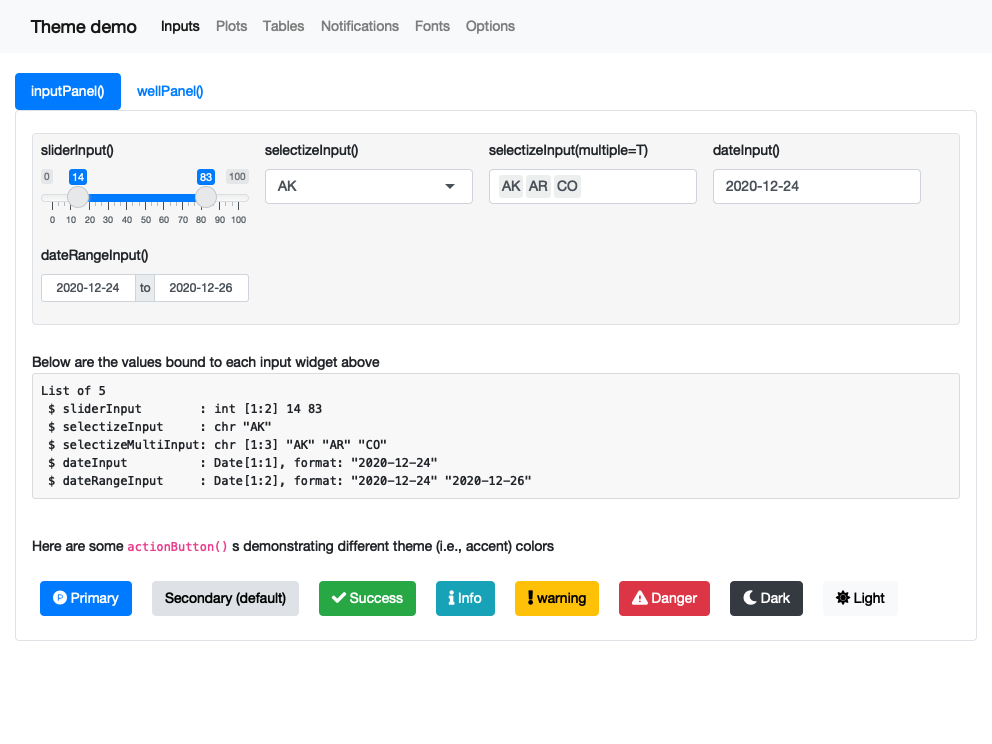 Theme demo Inputs Plots Tables Notifications Fonts Options
inputPanel() wellPanel()
sliderInput() selectizeInput() selectizeInput(multiple=T) dateInput()
0 14 83 100
0 10 20 30 40 50 60 70 80 90 100
AK AK AR CO 2020-12-24
dateRangeInput()
2020-12-24 to 2020-12-26
Below are the values bound to each input widget above
List of 5
$ sliderInput : int [1:2] 14 83
$ selectizeInput : chr "AK"
$ selectizeMultiInput: chr [1:3] "AK" "AR" "CO"
$ dateInput : Date[1:1], format: "2020-12-24"
$ dateRangeInput : Date[1:2], format: "2020-12-24" "2020-12-26"
Here are some actionButton() s demonstrating different theme (i.e., accent) colors
Primary Secondary (default) Success Info warning Danger Dark Light